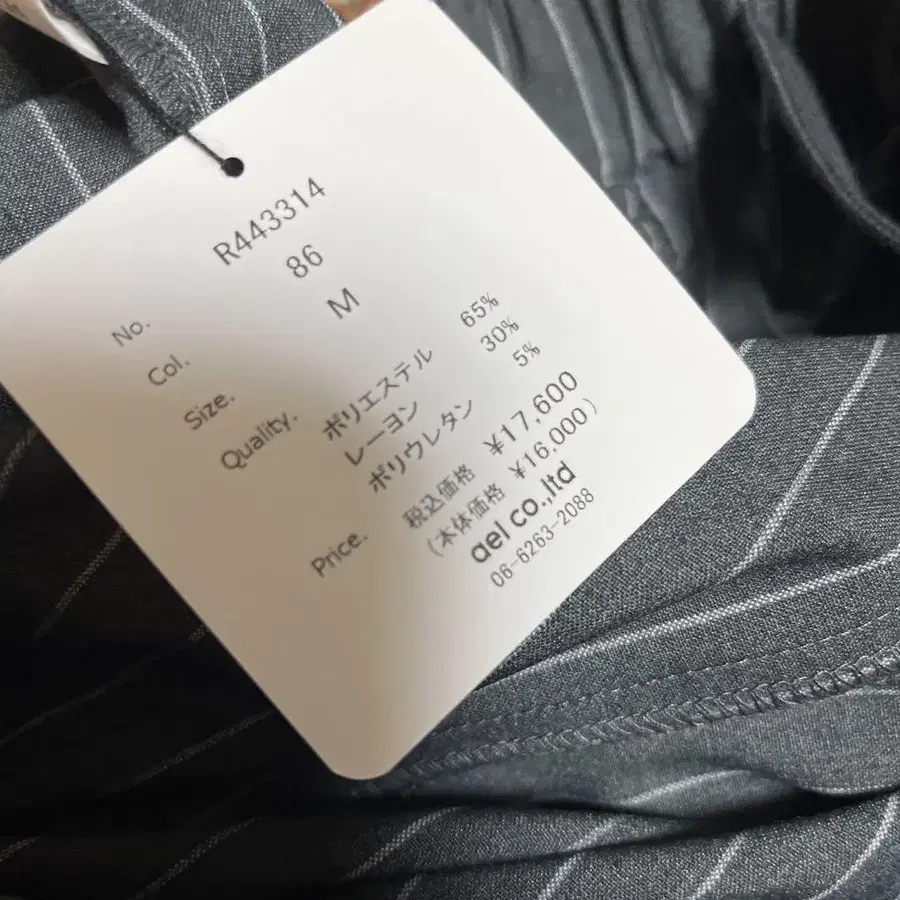 No. R443314
Col. 86
Size. M
Quality. ポリエステル 65%
レーヨン 30%
ポリウレタン 5%
Price. 税込価格 ¥17,600
(本体価格 ¥16,000)
ael co.,ltd
06-6263-2088